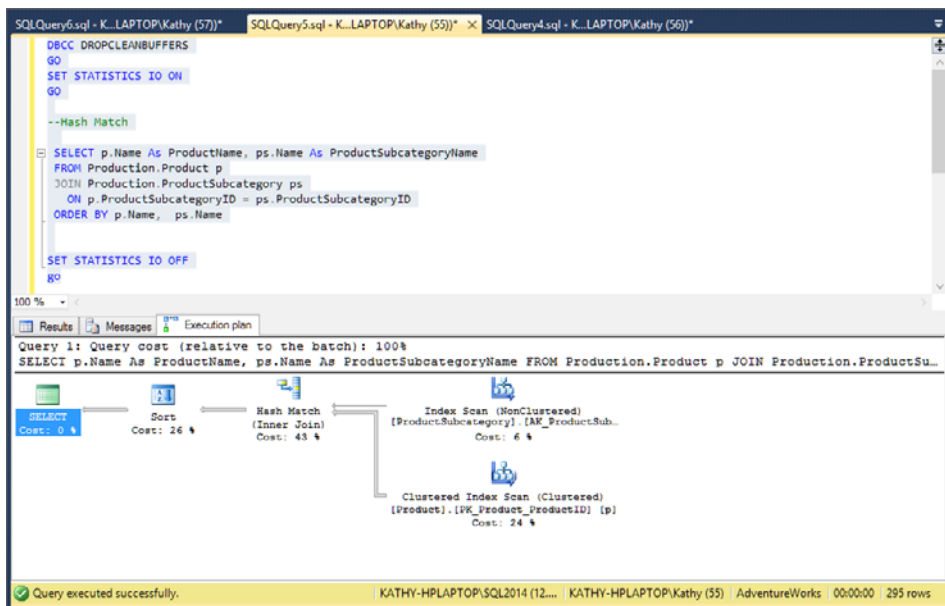 SQLQuery6.sql - K...LAPTOP\Kathy (57))* SQLQuery5.sql - K...LAPTOP\Kathy (55))* SQLQuery4.sql - K...LAPTOP\Kathy (56))*
DBCC DROPCLEANBUFFERS
GO
SET STATISTICS IO ON
GO
--Hash Match
SELECT p.Name As ProductName, ps.Name As ProductSubcategoryName
FROM Production.Product p
JOIN Production.ProductSubcategory ps
ON p.ProductSubcategoryID = ps.ProductSubcategoryID
ORDER BY p.Name, ps.Name
SET STATISTICS IO OFF
go
100 %
Results Messages Execution plan
Query 1: Query cost (relative to the batch): 100%
SELECT p.Name As ProductName, ps.Name As ProductSubcategoryName FROM Production.Product p JOIN Production.ProductSu...
SELECT
Cost: 0 %
Sort
Cost: 26 %
Hash Match
(Inner Join)
Cost: 43 %
Index Scan (NonClustered)
[ProductSubcategory].[AK_ProductSub...
Cost: 6 %
Clustered Index Scan (Clustered)
[Product].[PK_Product_ProductID] [p]
Cost: 24 %
Query executed successfully. KATHY-HPLAPTOP\SQL2014 (12.... KATHY-HPLAPTOP\Kathy (55) AdventureWorks 00:00:00 295 rows